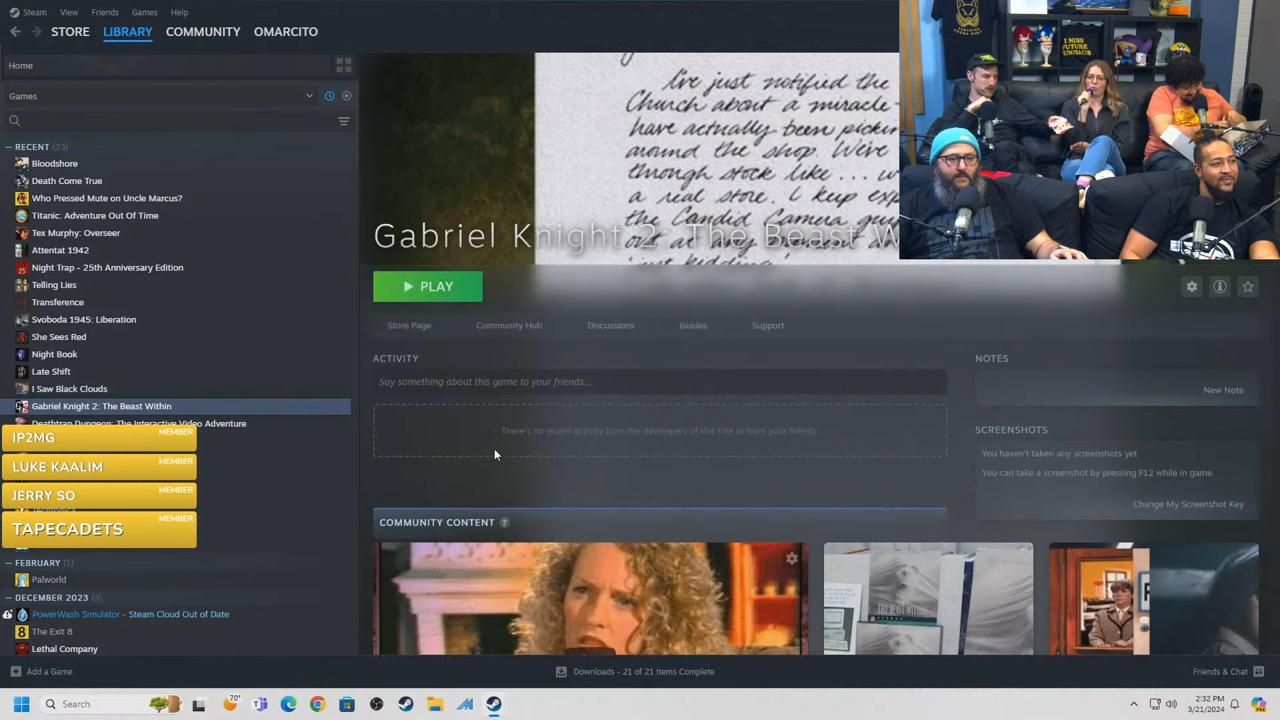 Steam View Friends Games Help
STORE LIBRARY COMMUNITY OMARCITO
Home
Games
RECENT (23)
Bloodshore
Death Come True
Who Pressed Mute on Uncle Marcus?
Titanic: Adventure Out Of Time
Tex Murphy: Overseer
Attentat 1942
Night Trap - 25th Anniversary Edition
Telling Lies
Transference
Svoboda 1945: Liberation
She Sees Red
Night Book
Late Shift
I Saw Black Clouds
Gabriel Knight 2: The Beast Within
Deathtrap Dungeon: The Interactive Video Adventure
IP2MG MEMBER
LUKE KAALIM MEMBER
JERRY SO MEMBER
TAPECADETS MEMBER
FEBRUARY (1)
Palworld
DECEMBER 2023 (3)
PowerWash Simulator - Steam Cloud Out of Date
The Exit 8
Lethal Company
Add a Game
I've just notified the
Church about a miracle-
have actually been pickin
around the shop. We've
through stock like... w
a real store. I keep exp
the Candid Camera gu
out a
'just kidding.'
Gabriel Knight 2: The Beast W
PLAY
Store Page Community Hub Discussions Guides Support
ACTIVITY
Say something about this game to your friends...
There's no recent activity from the developers of this title or from your friends
COMMUNITY CONTENT ?
NOTES
New Note
SCREENSHOTS
You haven't taken any screenshots yet
You can take a screenshot by pressing F12 while in game.
Change My Screenshot Key
THE BEAST WITHIN
I MISS
FUTURE
Downloads - 21 of 21 Items Complete
Friends & Chat
Search
70°
2:32 PM
3/21/2024